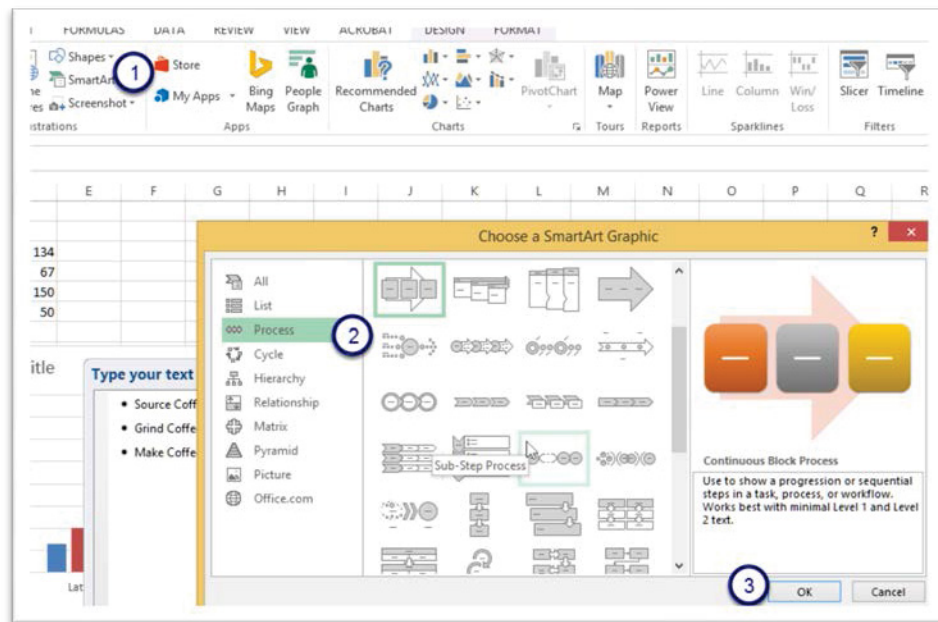 FORMULAS DATA REVIEW VIEW ACROBAT DESIGN FORMAT
Shapes
SmartArt
Screenshot
1
Store
My Apps
Bing Maps
People Graph
Recommended Charts
PivotChart
Map
Power View
Line Column Win/Loss
Slicer Timeline
Apps Charts Tours Reports Sparklines Filters
E F G H I J K L M N O P Q R
134
67
150
50
Choose a SmartArt Graphic ?
All
List
Process
2
Cycle
Hierarchy
Relationship
Matrix
Pyramid
Picture
Office.com
Sub-Step Process
Continuous Block Process
Use to show a progression or sequential
steps in a task, process, or workflow.
Works best with minimal Level 1 and Level
2 text.
Type your text
• Source Coff
• Grind Coffe
• Make Coffe
Lat
3
OK Cancel